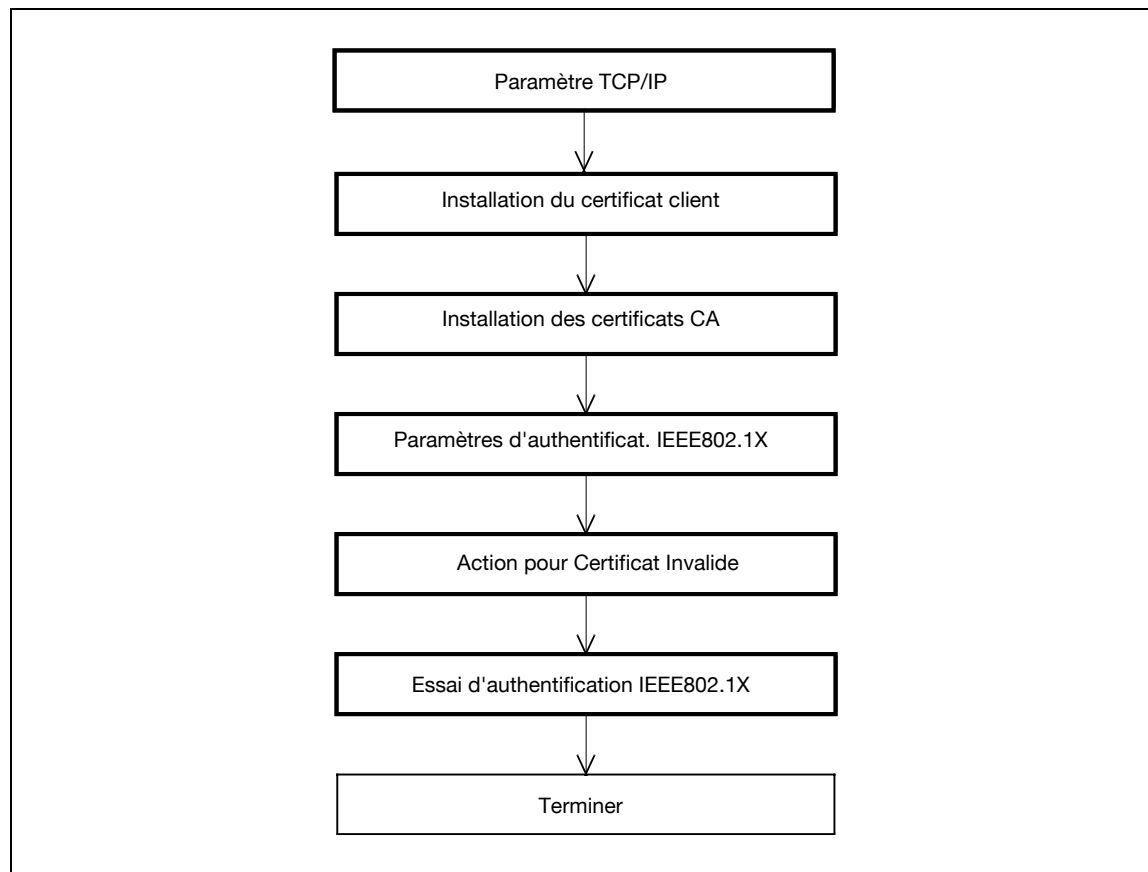 Paramètre TCP/IP
Installation du certificat client
Installation des certificats CA
Paramètres d'authentificat. IEEE802.1X
Action pour Certificat Invalide
Essai d'authentification IEEE802.1X
Terminer